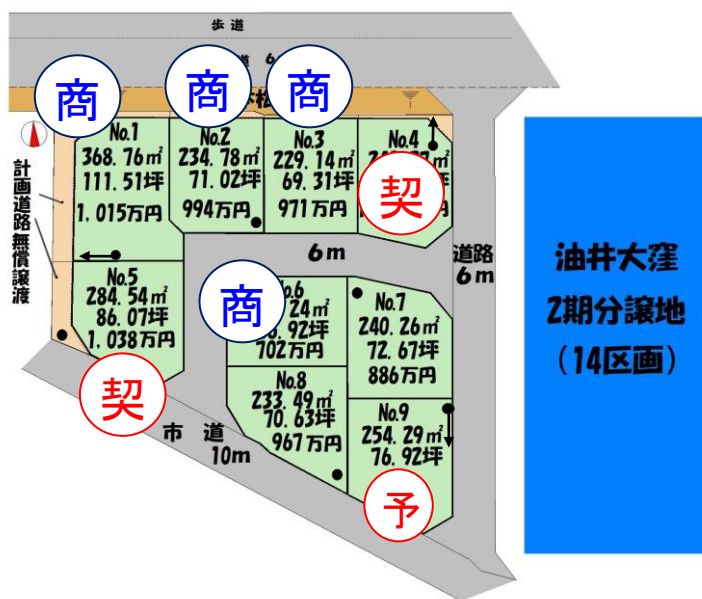 歩道
商
商
商
No.1
368.76㎡
111.51坪
1,015万円
No.2
234.78㎡
71.02坪
994万円
No.3
229.14㎡
69.31坪
971万円
No.4
契
計画道路無償譲渡
6m
道路
6m
No.5
284.54㎡
86.07坪
1,038万円
契
商
702万円
No.7
240.26㎡
72.67坪
886万円
No.8
233.49㎡
70.63坪
967万円
No.9
254.29㎡
76.92坪
予
市道
10m
油井大窪
2期分譲地
(14区画)